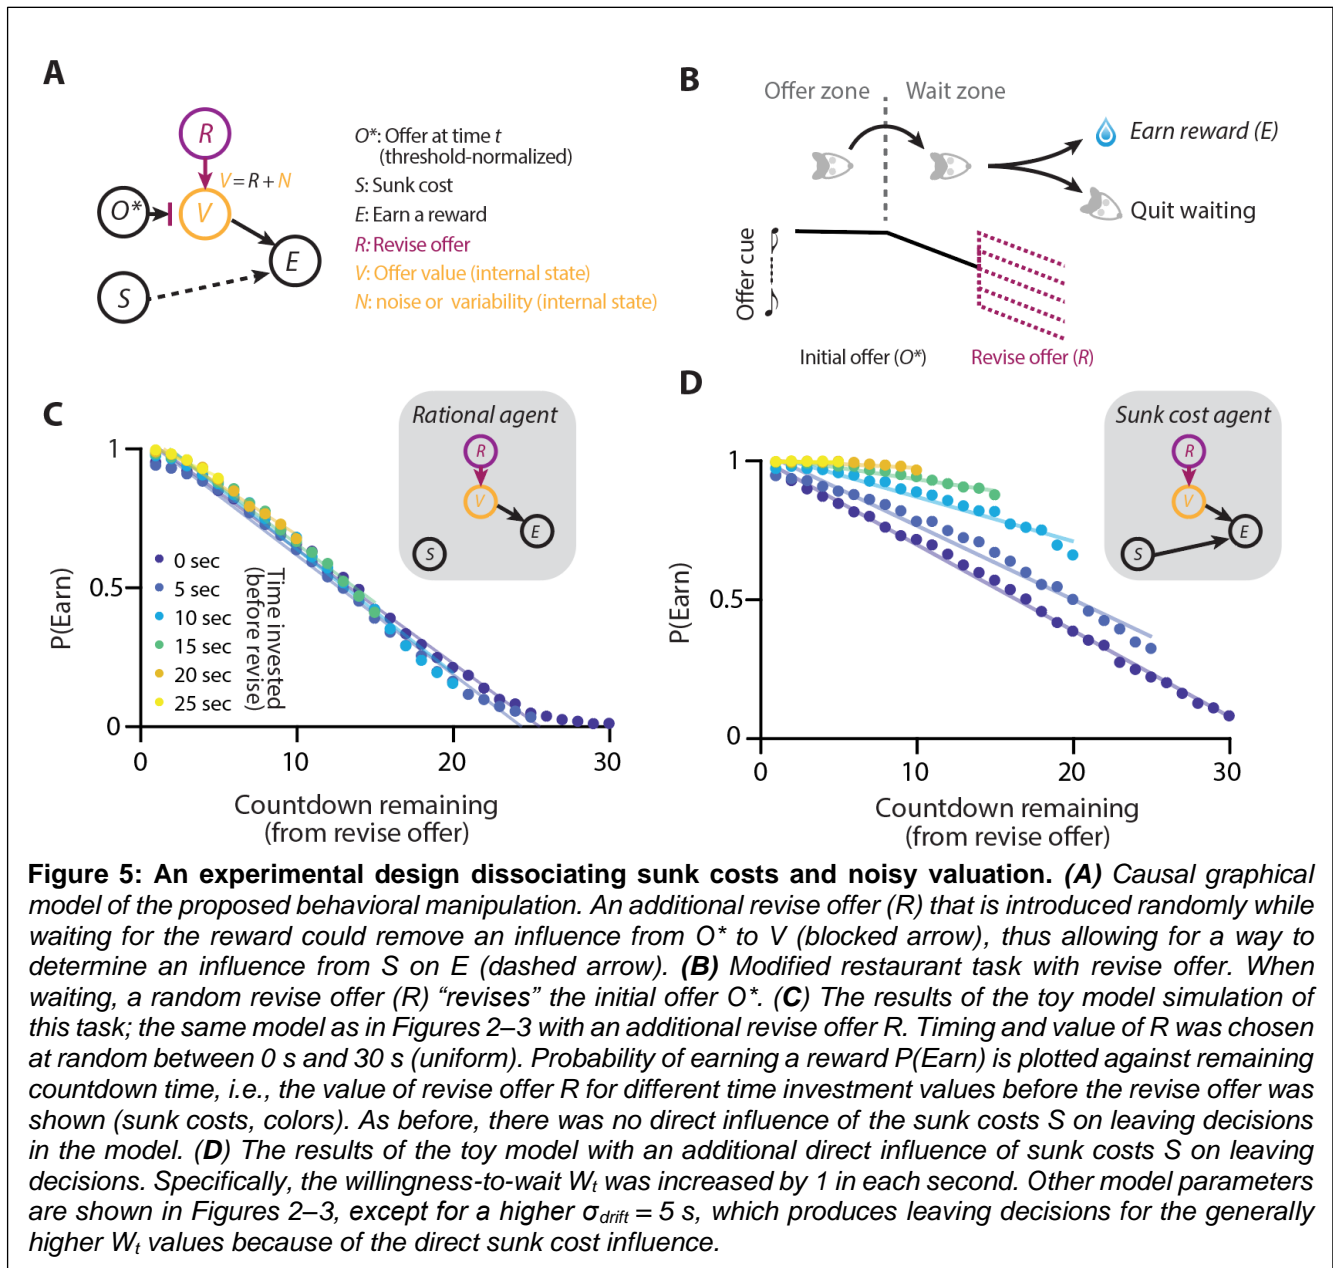 A
R
V = R + N
O*
V
E
S
O*: Offer at time t
(threshold-normalized)
S: Sunk cost
E: Earn a reward
R: Revise offer
V: Offer value (internal state)
N: noise or variability (internal state)
B
Offer zone
Wait zone
Earn reward (E)
Quit waiting
Offer cue
Initial offer (O*)
Revise offer (R)
C
Rational agent
R
V
E
S
1
0.5
0
P(Earn)
0 sec
5 sec
10 sec
15 sec
20 sec
25 sec
Time invested
(before revise)
0
10
20
30
Countdown remaining
(from revise offer)
D
Sunk cost agent
R
V
E
S
1
0.5
0
P(Earn)
0
10
20
30
Countdown remaining
(from revise offer)
Figure 5: An experimental design dissociating sunk costs and noisy valuation. (A) Causal graphical
model of the proposed behavioral manipulation. An additional revise offer (R) that is introduced randomly while
waiting for the reward could remove an influence from O* to V (blocked arrow), thus allowing for a way to
determine an influence from S on E (dashed arrow). (B) Modified restaurant task with revise offer. When
waiting, a random revise offer (R) “revises” the initial offer O*. (C) The results of the toy model simulation of
this task; the same model as in Figures 2–3 with an additional revise offer R. Timing and value of R was chosen
at random between 0 s and 30 s (uniform). Probability of earning a reward P(Earn) is plotted against remaining
countdown time, i.e., the value of revise offer R for different time investment values before the revise offer was
shown (sunk costs, colors). As before, there was no direct influence of the sunk costs S on leaving decisions
in the model. (D) The results of the toy model with an additional direct influence of sunk costs S on leaving
decisions. Specifically, the willingness-to-wait Wt was increased by 1 in each second. Other model parameters
are shown in Figures 2–3, except for a higher σdrift = 5 s, which produces leaving decisions for the generally
higher Wt values because of the direct sunk cost influence.